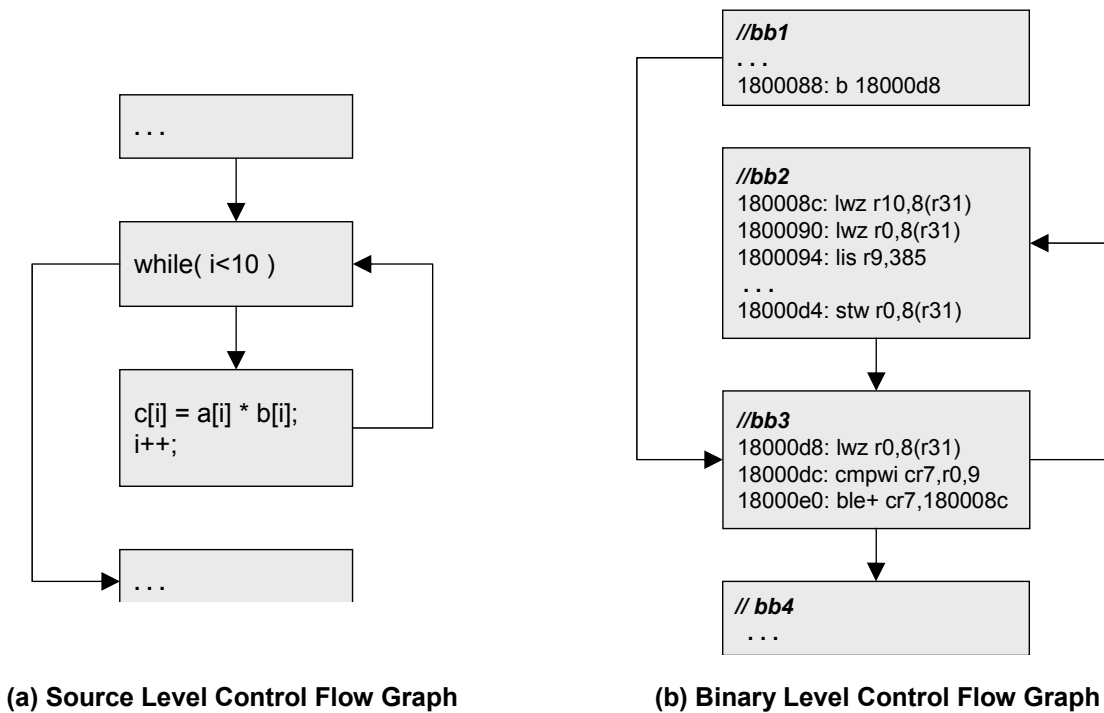 . . .
while( i<10 )
c[i] = a[i] * b[i];
i++;
. . .
(a) Source Level Control Flow Graph
//bb1
. . .
1800088: b 18000d8
//bb2
180008c: lwz r10,8(r31)
1800090: lwz r0,8(r31)
1800094: lis r9,385
. . .
18000d4: stw r0,8(r31)
//bb3
18000d8: lwz r0,8(r31)
18000dc: cmpwi cr7,r0,9
18000e0: ble+ cr7,180008c
// bb4
. . .
(b) Binary Level Control Flow Graph